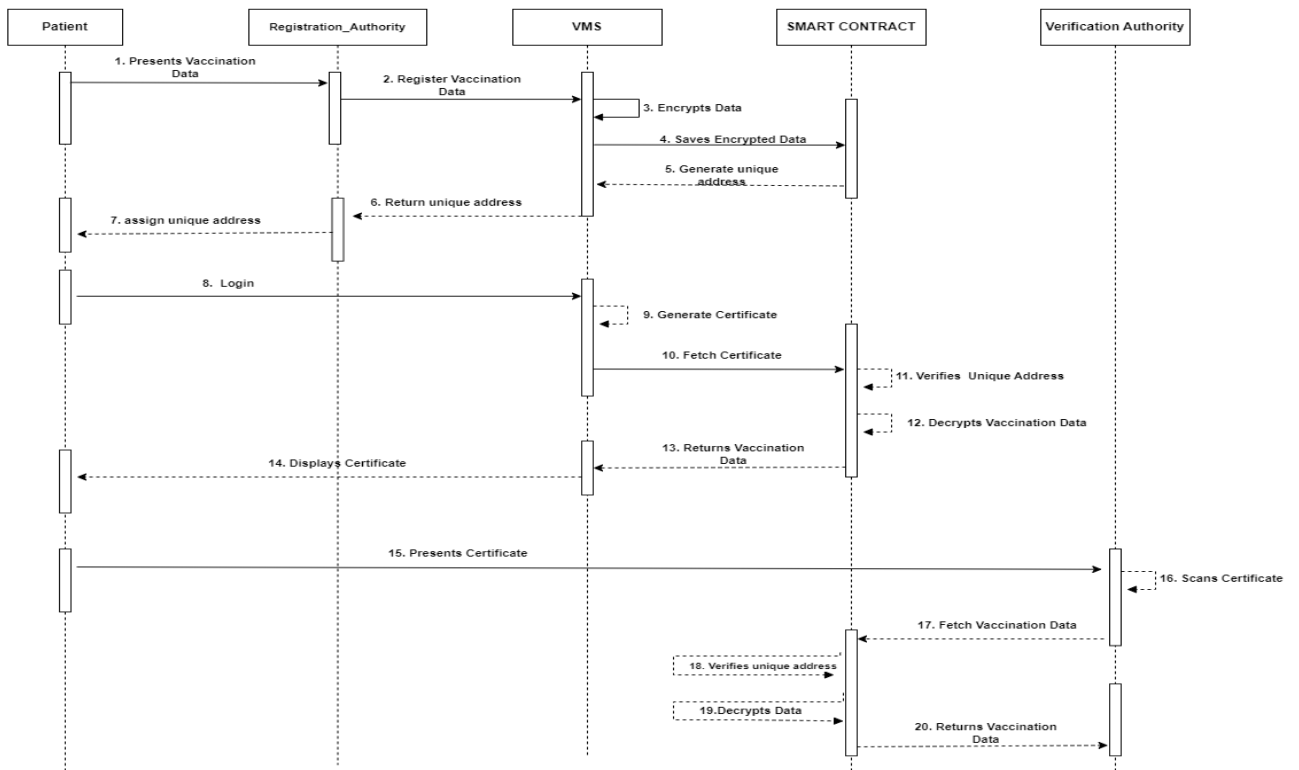 Patient
Registration_Authority
VMS
SMART CONTRACT
Verification Authority
1. Presents Vaccination
Data
2. Register Vaccination
Data
3. Encrypts Data
4. Saves Encrypted Data
5. Generate unique
address
6. Return unique address
7. assign unique address
8. Login
9. Generate Certificate
10. Fetch Certificate
11. Verifies Unique Address
12. Decrypts Vaccination Data
13. Returns Vaccination
Data
14. Displays Certificate
15. Presents Certificate
16. Scans Certificate
17. Fetch Vaccination Data
18. Verifies unique address
19.Decrypts Data
20. Returns Vaccination
Data